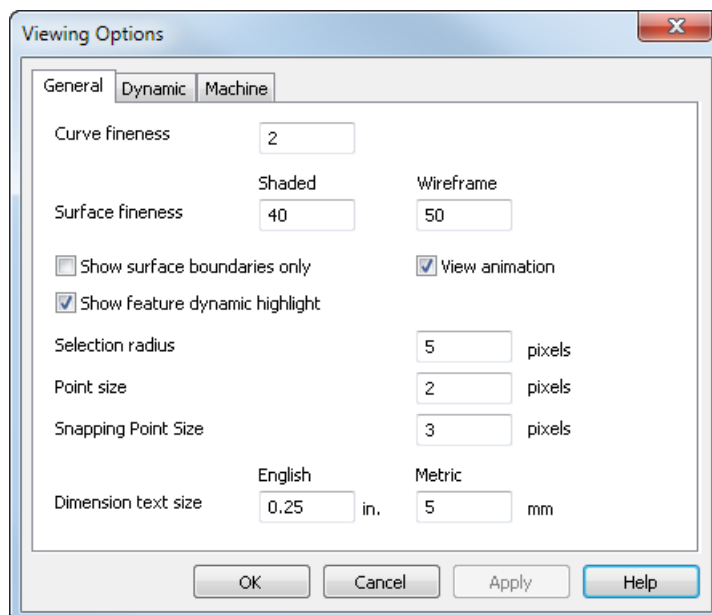 Viewing Options
General Dynamic Machine
Curve fineness 2
Shaded Wireframe
Surface fineness 40 50
Show surface boundaries only View animation
Show feature dynamic highlight
Selection radius 5 pixels
Point size 2 pixels
Snapping Point Size 3 pixels
English Metric
Dimension text size 0.25 in. 5 mm
OK Cancel Apply Help